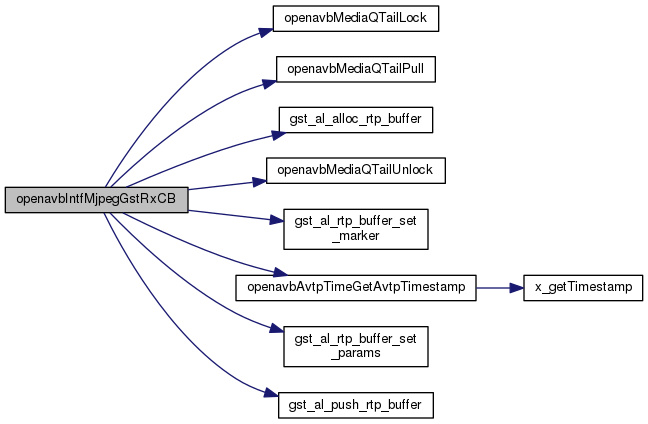 openavbMediaQTailLock
openavbMediaQTailPull
gst_al_alloc_rtp_buffer
openavbMediaQTailUnlock
openavbIntfMjpegGstRxCB
gst_al_rtp_buffer_set
_marker
openavbAvtpTimeGetAvtpTimestamp
x_getTimestamp
gst_al_rtp_buffer_set
_params
gst_al_push_rtp_buffer